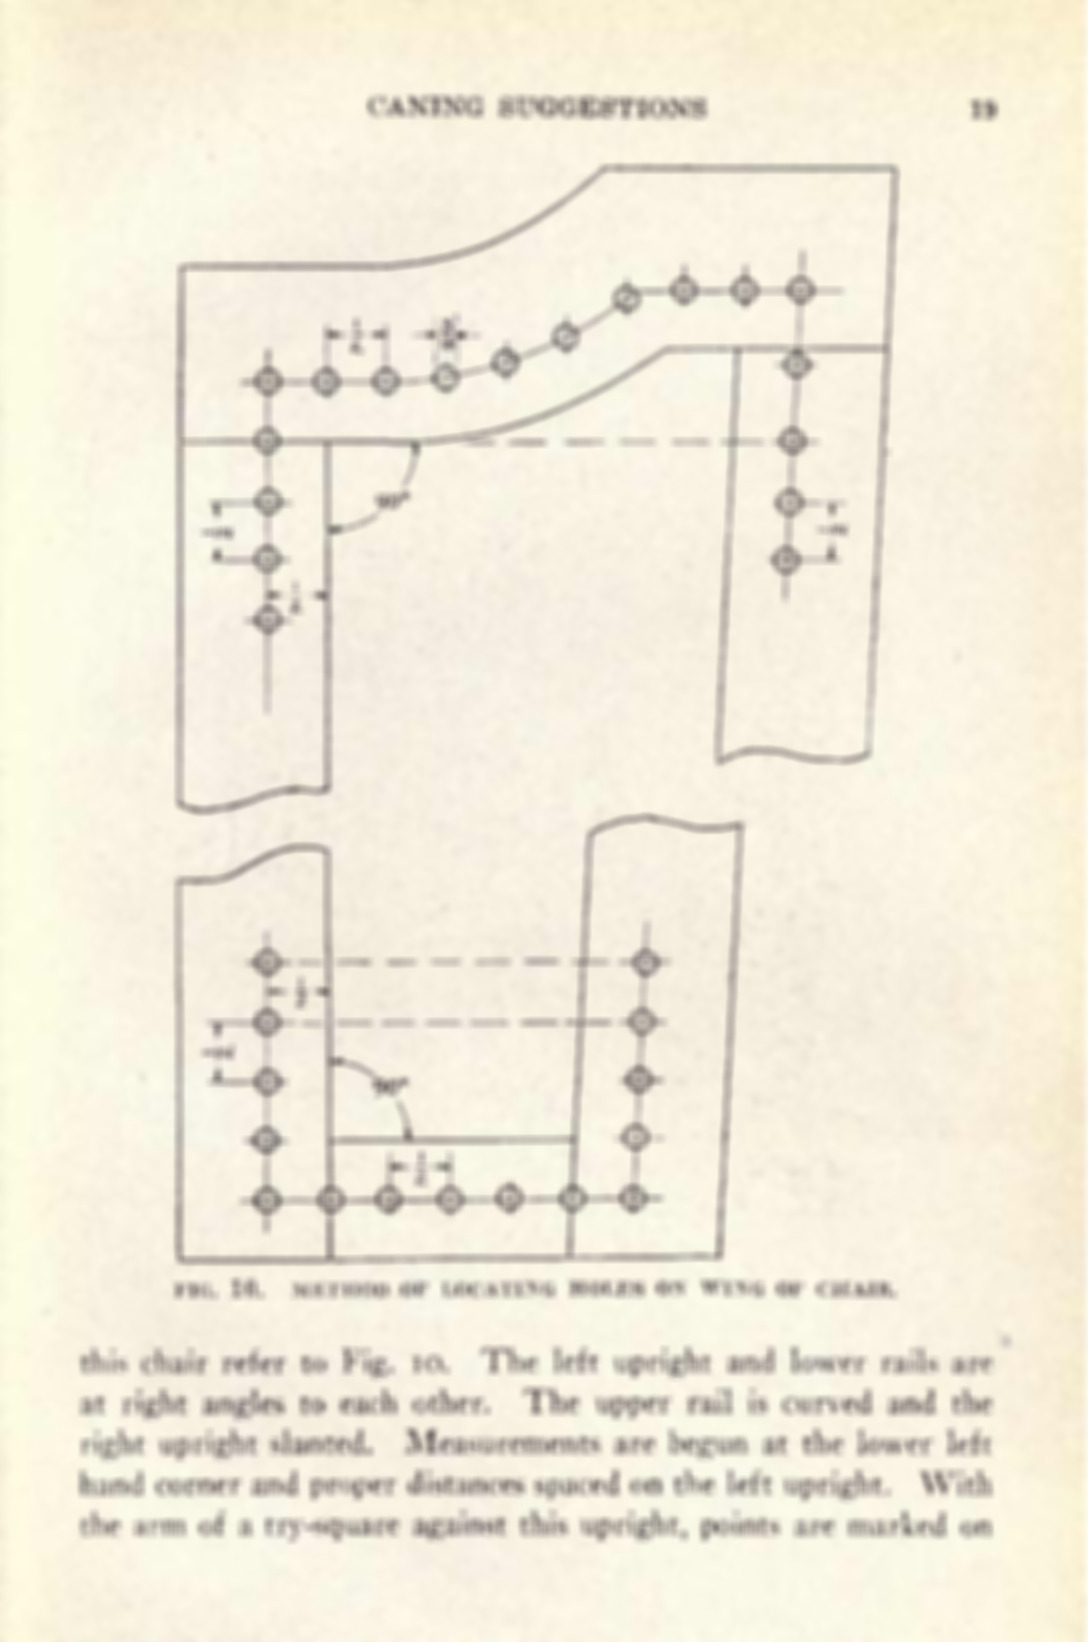 CANING SUGGESTIONS 19
90°
90°
FIG. 10. METHOD OF LOCATING HOLES ON WING OF CHAIR.
this chair refer to Fig. 10. The left upright and lower rails are
at right angles to each other. The upper rail is curved and the
right upright slanted. Measurements are begun at the lower left
hand corner and proper distances spaced on the left upright. With
the arm of a try-square against this upright, points are marked on